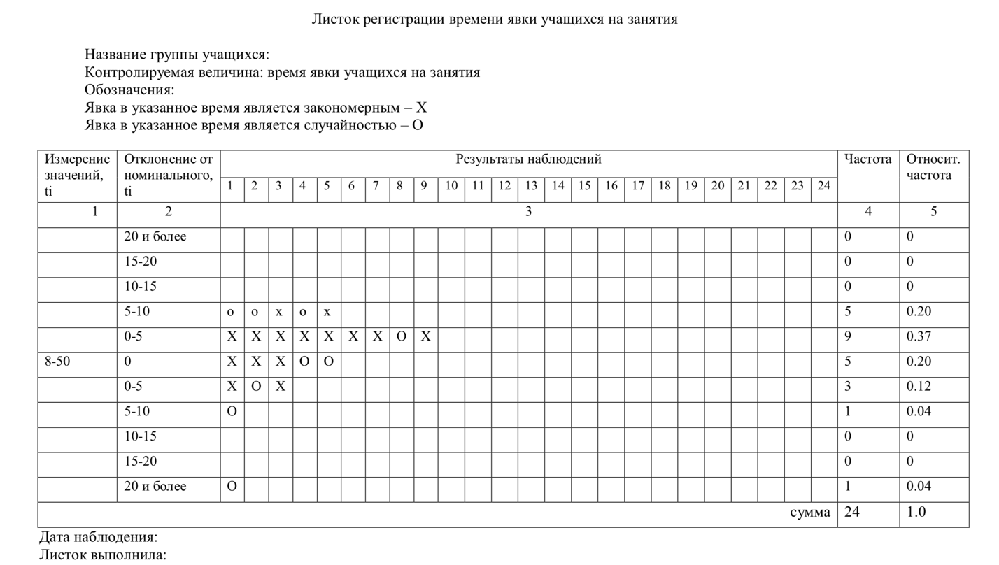 Листок регистрации времени явки учащихся на занятия
Название группы учащихся:
Контролируемая величина: время явки учащихся на занятия
Обозначения:
Явка в указанное время является закономерным – Х
Явка в указанное время является случайностью – О
Измерение значений, ti Отклонение от номинального, ti Результаты наблюдений Частота Относит. частота
1 2 3 4 5 6 7 8 9 10 11 12 13 14 15 16 17 18 19 20 21 22 23 24
1 2 3 4 5
20 и более 0 0
15-20 0 0
10-15 0 0
5-10 о о х о х 5 0.20
0-5 Х Х Х Х Х Х Х О Х 9 0.37
8-50 0 Х Х Х О О 5 0.20
0-5 Х О Х 3 0.12
5-10 О 1 0.04
10-15 0 0
15-20 0 0
20 и более О 1 0.04
сумма 24 1.0
Дата наблюдения:
Листок выполнила: